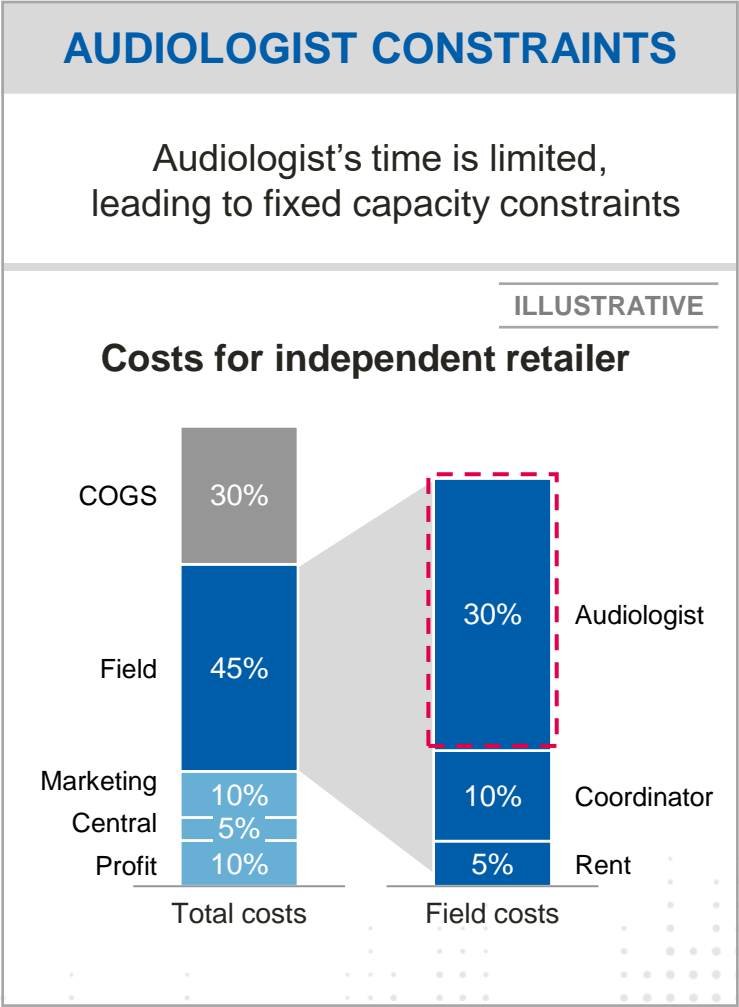 AUDIOLOGIST CONSTRAINTS
Audiologist’s time is limited,
leading to fixed capacity constraints
ILLUSTRATIVE
Costs for independent retailer
COGS 30%
Field 45%
Marketing 10%
Central 5%
Profit 10%
Total costs
30% Audiologist
10% Coordinator
5% Rent
Field costs